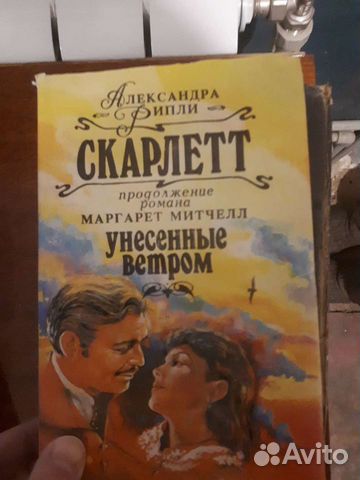 АЛЕКСАНДРА
РИПЛИ
СКАРЛЕТТ
продолжение
романа
МАРГАРЕТ МИТЧЕЛЛ
УНЕСЕННЫЕ
ВЕТРОМ
Avito